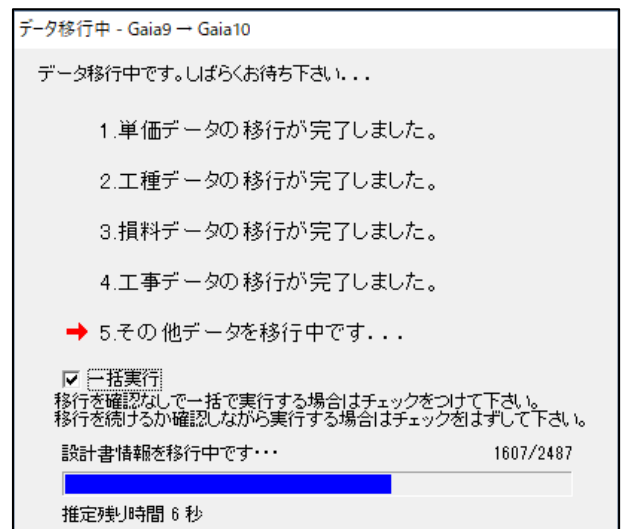 データ移行中 - Gaia9 → Gaia10
データ移行中です。しばらくお待ち下さい...
1.単価データの移行が完了しました。
2.工種データの移行が完了しました。
3.損料データの移行が完了しました。
4.工事データの移行が完了しました。
5.その他データを移行中です...
一括実行
移行を確認なしで一括で実行する場合はチェックをつけて下さい。
移行を続けるか確認しながら実行する場合はチェックをはずして下さい。
設計書情報を移行中です・・・ 1607/2487
推定残り時間 6 秒